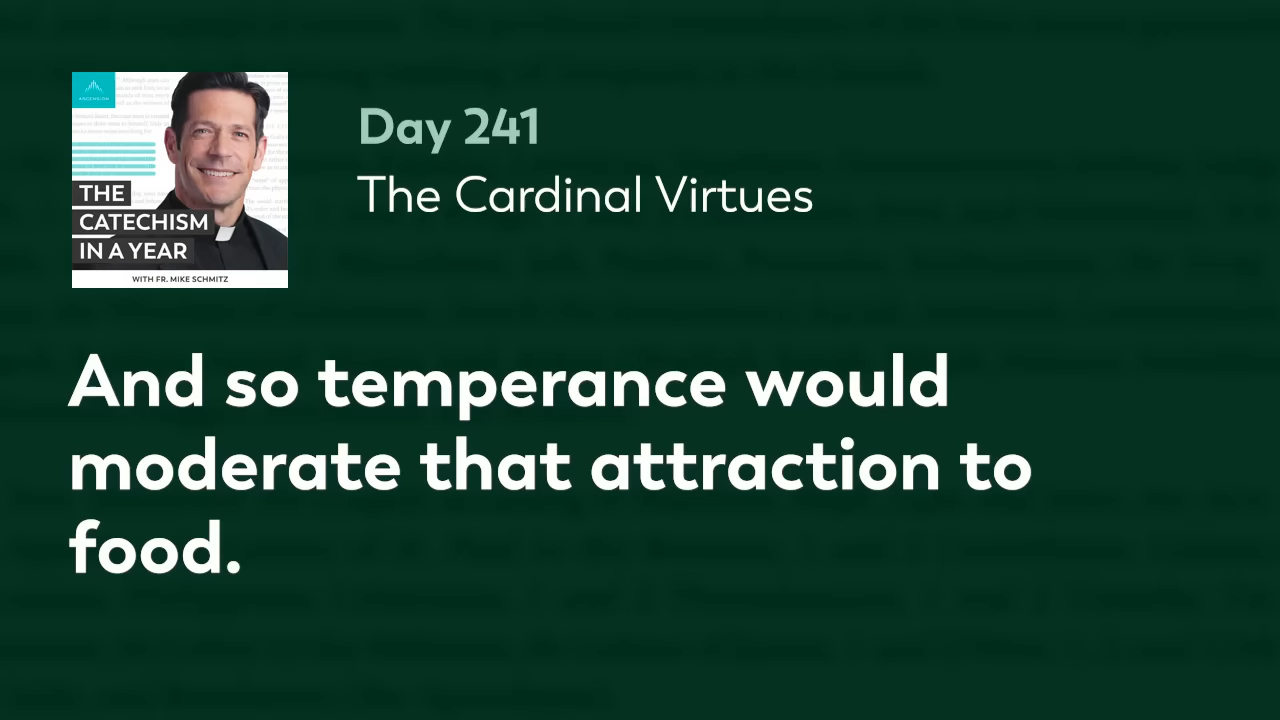 ASCENSION
THE
CATECHISM
IN A YEAR
WITH FR. MIKE SCHMITZ
Day 241
The Cardinal Virtues
And so temperance would
moderate that attraction to
food.